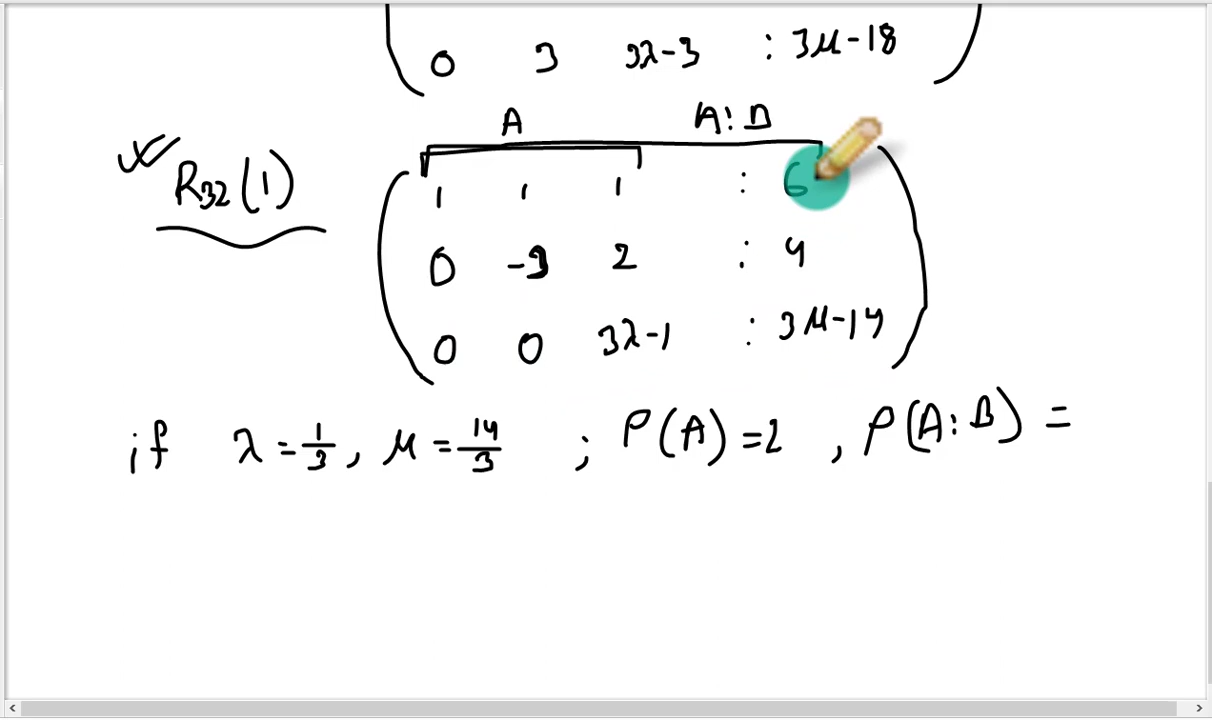 0 3 3λ-3 : 3μ-18
A A:B
R32(1)
1 1 1 : 6
0 -3 2 : 4
0 0 3λ-1 : 3μ-14
if λ=1/3, μ=14/3 ; ρ(A)=2 , ρ(A:B) =